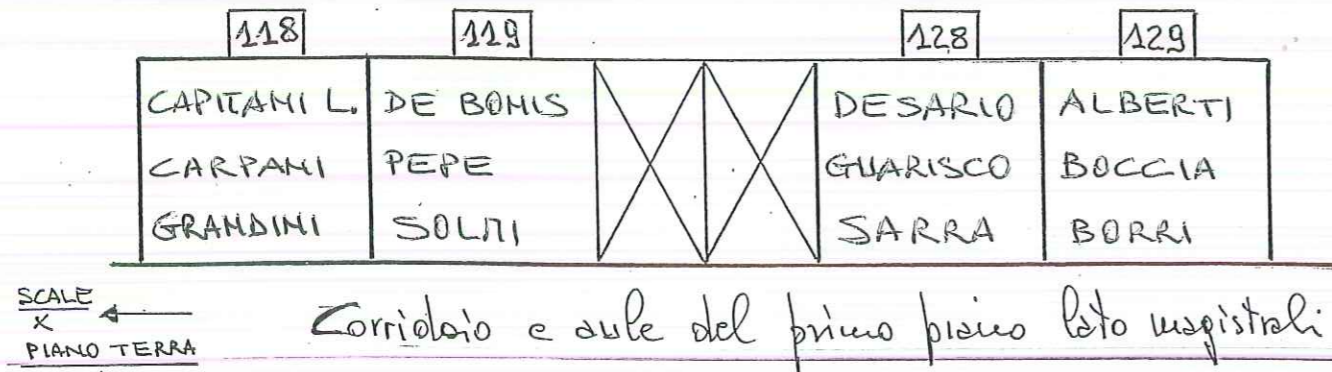 118 119 128 129
CAPITANI L. DE BONIS DESARIO ALBERTI
CARPANI PEPE GUARISCO BOCCIA
GRANDINI SOLMI SARRA BORRI
SCALE
X
PIANO TERRA
Corridoio e aule del primo piano lato magistrali